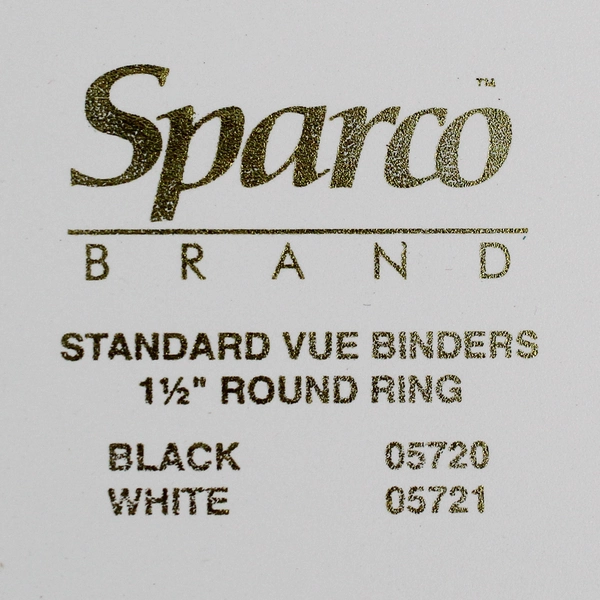 Sparco™
BRAND
STANDARD VUE BINDERS
1½" ROUND RING
BLACK 05720
WHITE 05721